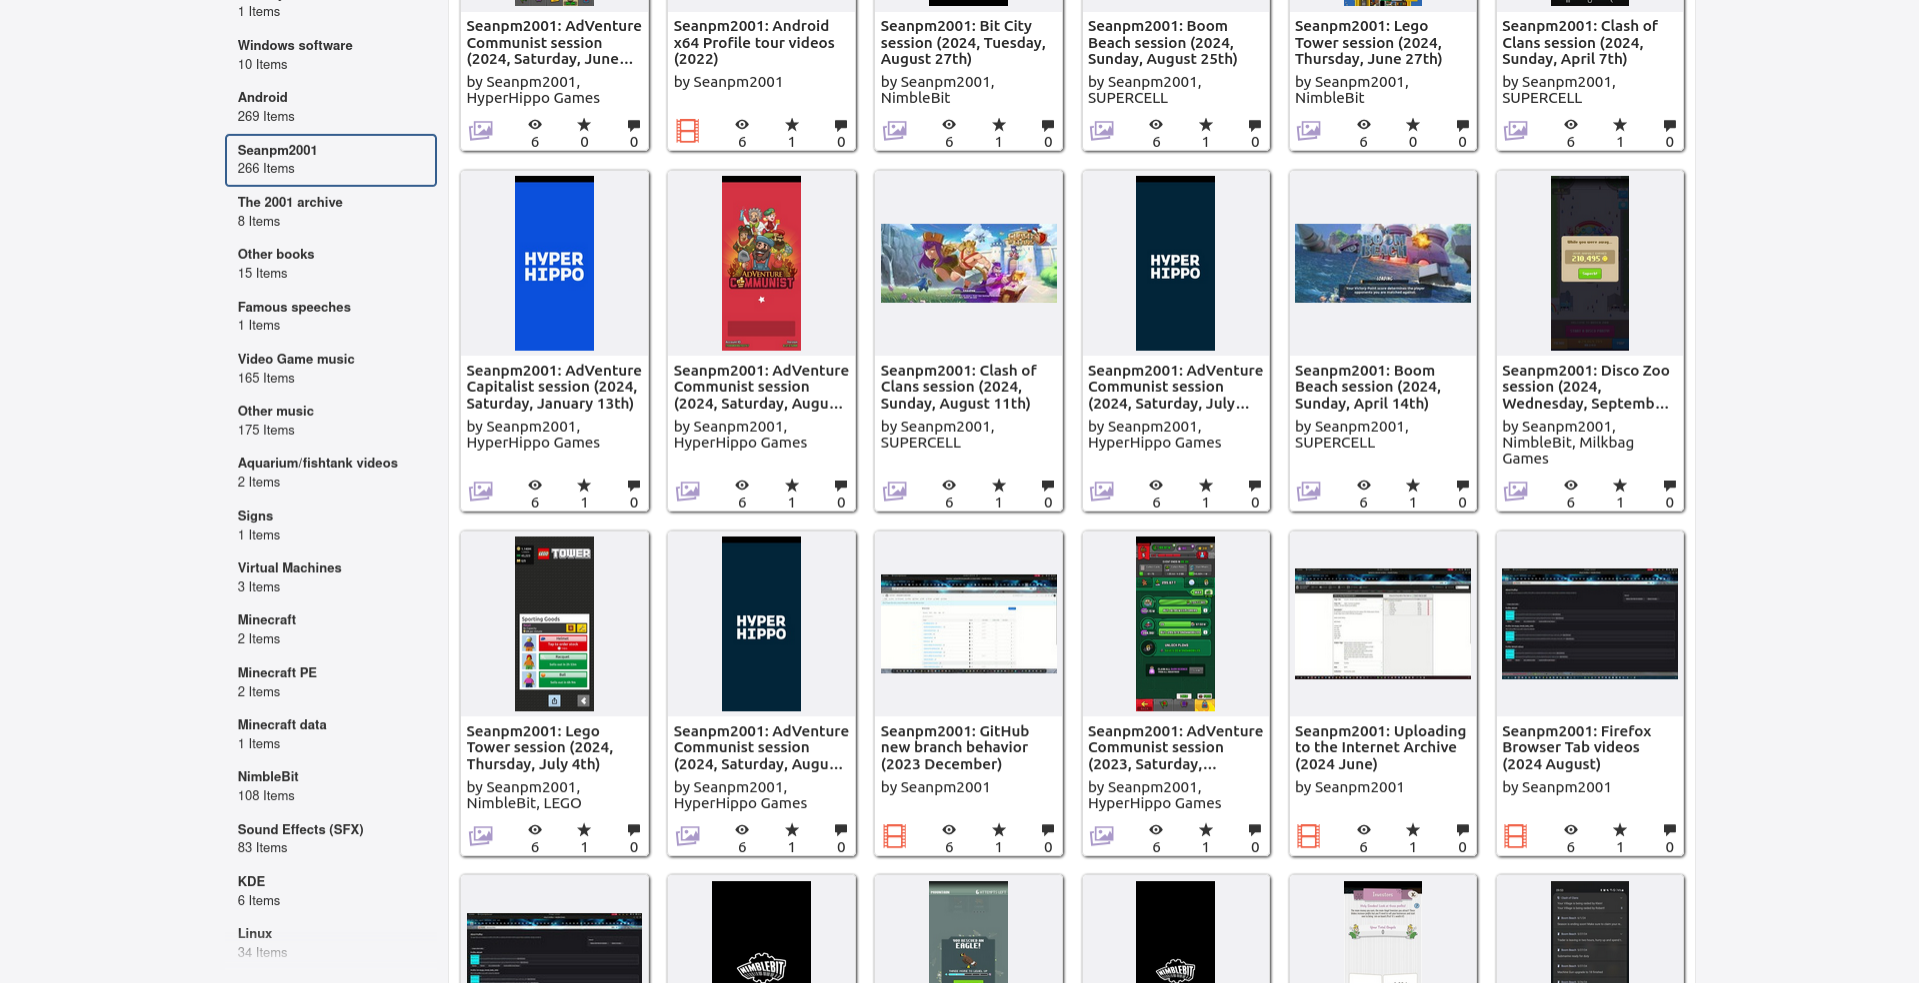 1 Items
Windows software
10 Items
Android
269 Items
Seanpm2001
266 Items
The 2001 archive
8 Items
Other books
15 Items
Famous speeches
1 Items
Video Game music
165 Items
Other music
175 Items
Aquarium/fishtank videos
2 Items
Signs
1 Items
Virtual Machines
3 Items
Minecraft
2 Items
Minecraft PE
2 Items
Minecraft data
1 Items
NimbleBit
108 Items
Sound Effects (SFX)
83 Items
KDE
6 Items
Linux
34 Items
Seanpm2001: AdVenture
Communist session
(2024, Saturday, June...
by Seanpm2001,
HyperHippo Games
6 0 0
Seanpm2001: Android
x64 Profile tour videos
(2022)
by Seanpm2001
6 1 0
Seanpm2001: Bit City
session (2024, Tuesday,
August 27th)
by Seanpm2001,
NimbleBit
6 1 0
Seanpm2001: Boom
Beach session (2024,
Sunday, August 25th)
by Seanpm2001,
SUPERCELL
6 1 0
Seanpm2001: Lego
Tower session (2024,
Thursday, June 27th)
by Seanpm2001,
NimbleBit
6 0 0
Seanpm2001: Clash of
Clans session (2024,
Sunday, April 7th)
by Seanpm2001,
SUPERCELL
6 1 0
HYPER
HIPPO
Seanpm2001: AdVenture
Capitalist session (2024,
Saturday, January 13th)
by Seanpm2001,
HyperHippo Games
6 1 0
ADVENTURE
COMMUNIST
Seanpm2001: AdVenture
Communist session
(2024, Saturday, Augu...
by Seanpm2001,
HyperHippo Games
6 1 0
Seanpm2001: Clash of
Clans session (2024,
Sunday, August 11th)
by Seanpm2001,
SUPERCELL
6 1 0
HYPER
HIPPO
Seanpm2001: AdVenture
Communist session
(2024, Saturday, July...
by Seanpm2001,
HyperHippo Games
6 1 0
BOOM
BEACH
Seanpm2001: Boom
Beach session (2024,
Sunday, April 14th)
by Seanpm2001,
SUPERCELL
6 1 0
While you were away...
210,495
Seanpm2001: Disco Zoo
session (2024,
Wednesday, Septemb...
by Seanpm2001,
NimbleBit, Milkbag
Games
6 1 0
LEGO TOWER
Sporting Goods
Seanpm2001: Lego
Tower session (2024,
Thursday, July 4th)
by Seanpm2001,
NimbleBit, LEGO
6 1 0
HYPER
HIPPO
Seanpm2001: AdVenture
Communist session
(2024, Saturday, Augu...
by Seanpm2001,
HyperHippo Games
6 1 0
Seanpm2001: GitHub
new branch behavior
(2023 December)
by Seanpm2001
6 1 0
Seanpm2001: AdVenture
Communist session
(2023, Saturday,...
by Seanpm2001,
HyperHippo Games
6 1 0
Seanpm2001: Uploading
to the Internet Archive
(2024 June)
by Seanpm2001
6 1 0
Seanpm2001: Firefox
Browser Tab videos
(2024 August)
by Seanpm2001
6 1 0
NIMBLEBIT
EAGLE!
NIMBLEBIT